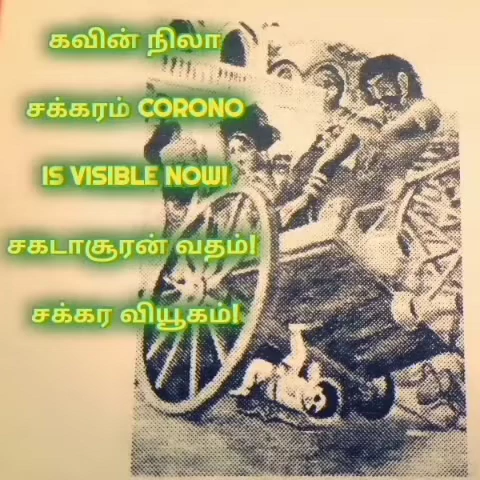 கவின் நிலா
சக்கரம் CORONO
IS VISIBLE NOW!
சகடாசூரன் வதம்!
சக்கர வியூகம்!